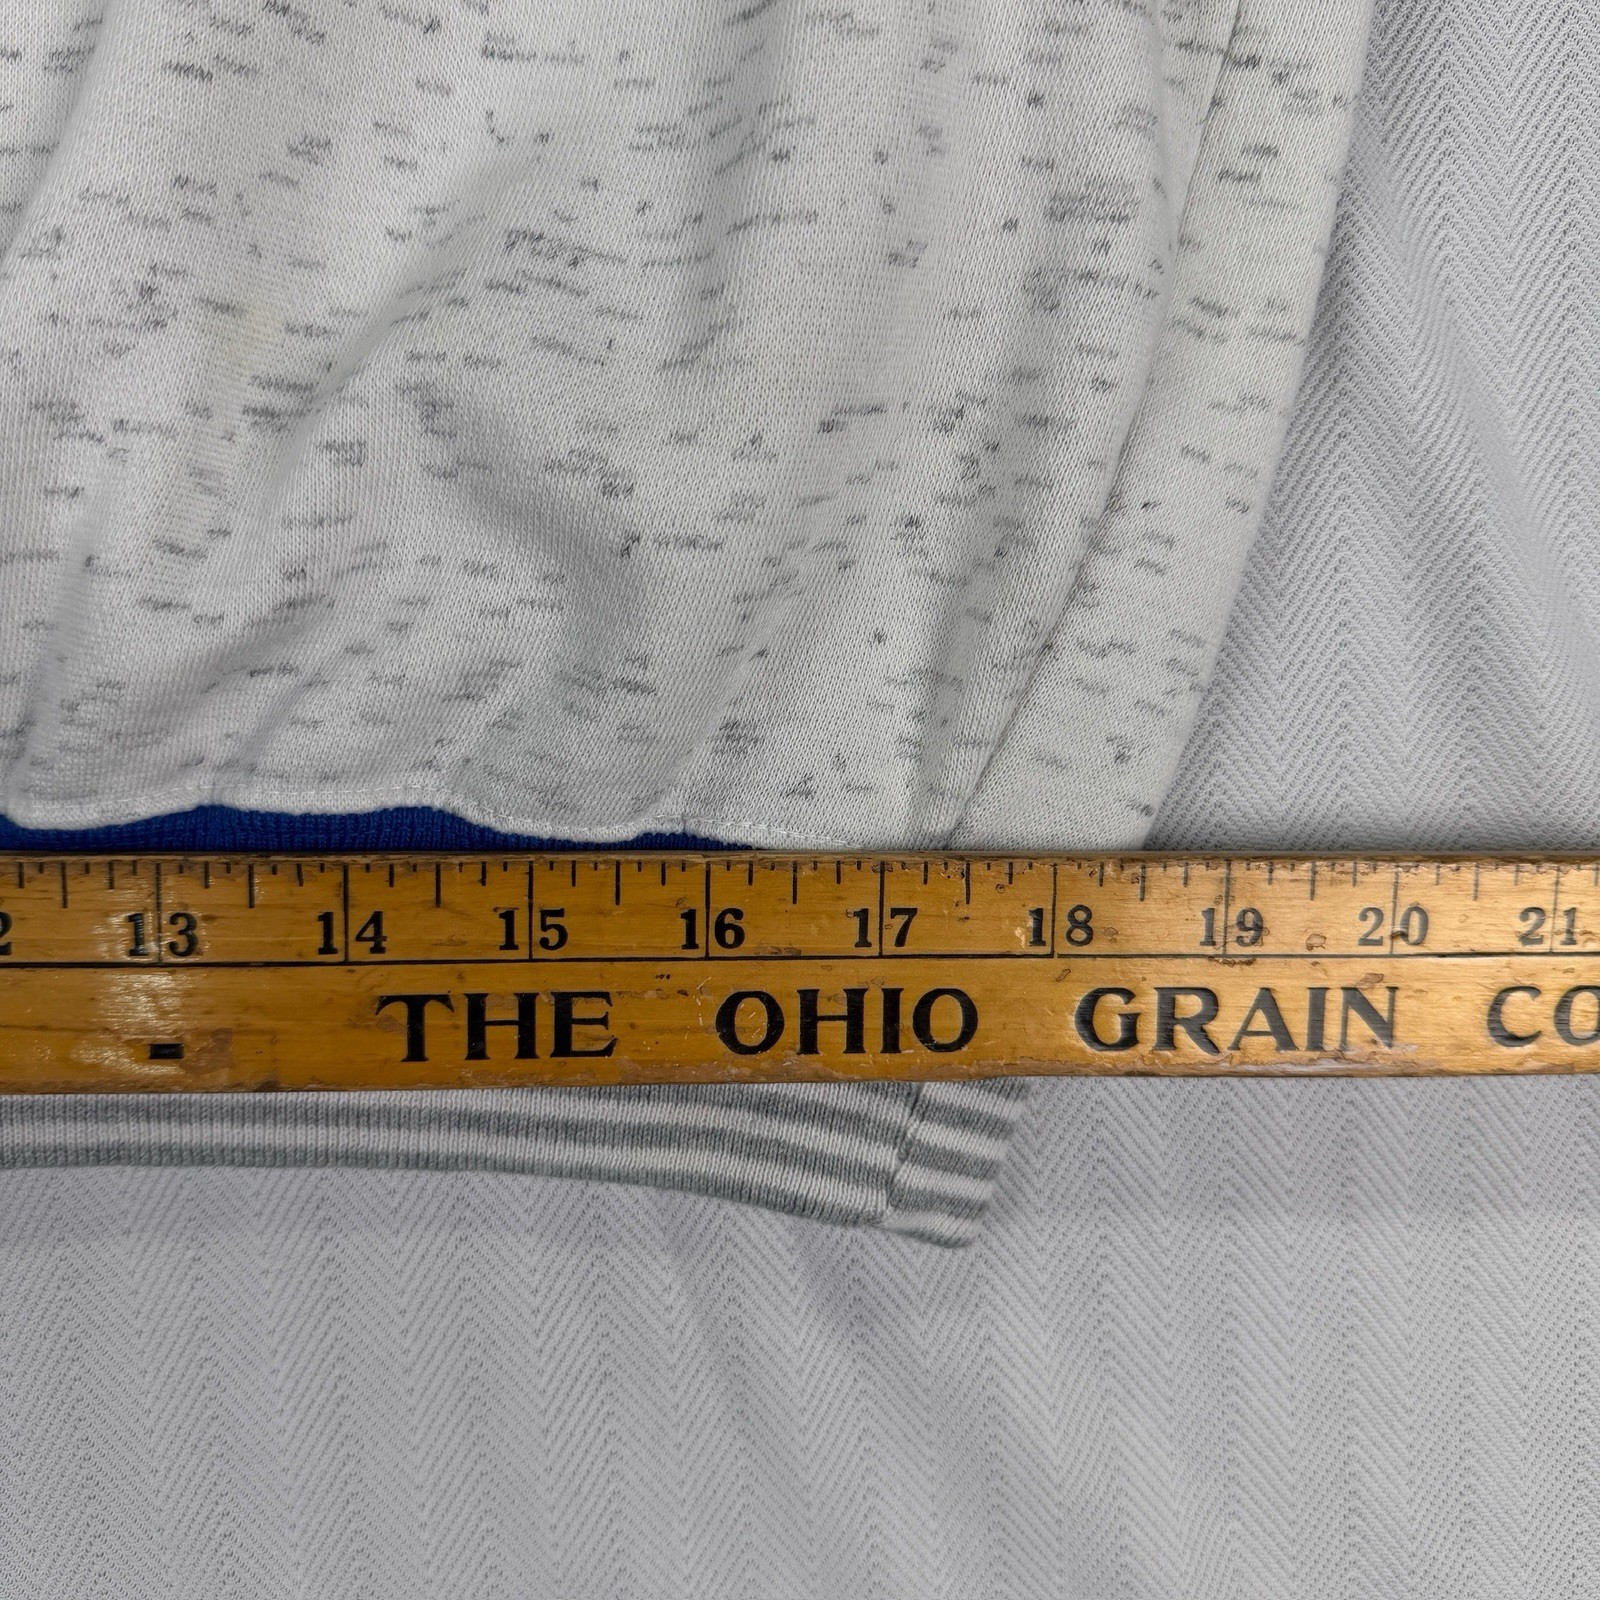 13 14 15 16 17 18 19 20 21
- THE OHIO GRAIN CO